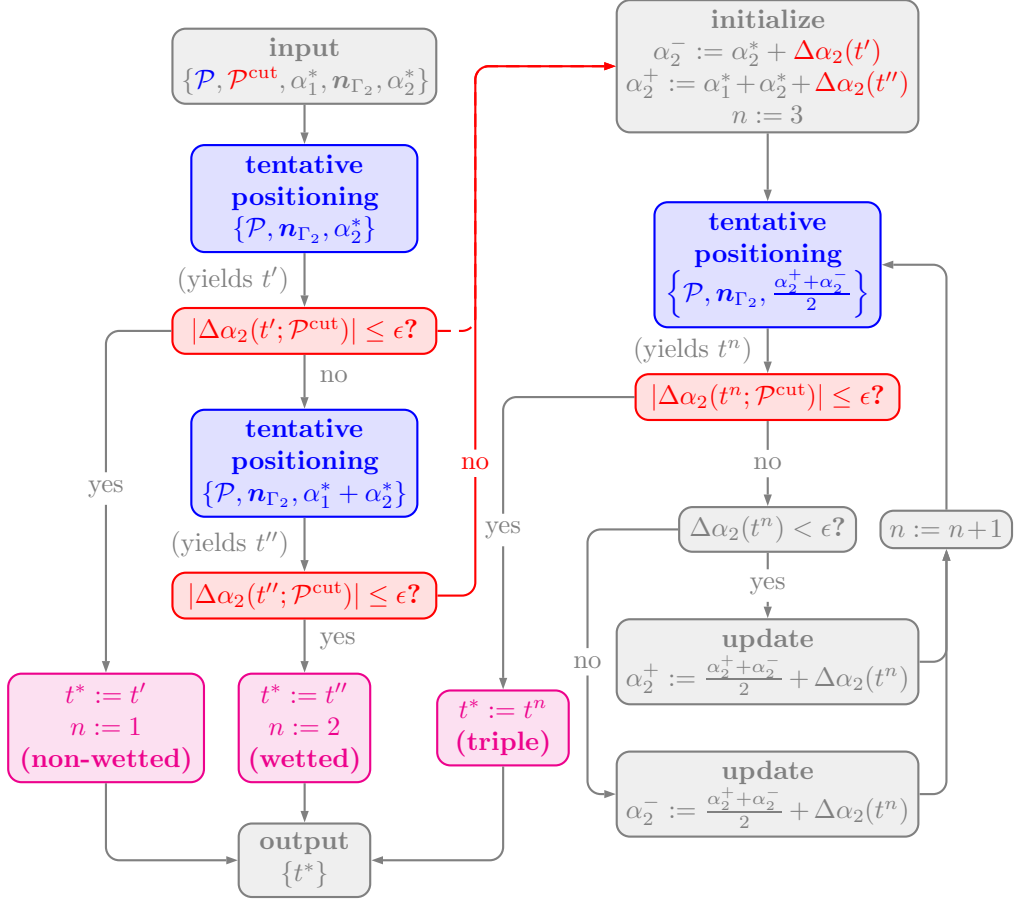 input
{𝒫, 𝒫^cut, α₁*, n_Γ₂, α₂*}
tentative
positioning
{𝒫, n_Γ₂, α₂*}
(yields t′)
|Δα₂(t′; 𝒫^cut)| ≤ ϵ?
no
yes
tentative
positioning
{𝒫, n_Γ₂, α₁* + α₂*}
(yields t″)
|Δα₂(t″; 𝒫^cut)| ≤ ϵ?
no
yes
t* := t′
n := 1
(non-wetted)
t* := t″
n := 2
(wetted)
output
{t*}
initialize
α₂⁻ := α₂* + Δα₂(t′)
α₂⁺ := α₁* + α₂* + Δα₂(t″)
n := 3
tentative
positioning
{𝒫, n_Γ₂, (α₂⁺+α₂⁻)/2}
(yields tⁿ)
|Δα₂(tⁿ; 𝒫^cut)| ≤ ϵ?
no
yes
t* := tⁿ
(triple)
Δα₂(tⁿ) < ϵ?
n := n+1
yes
no
update
α₂⁺ := (α₂⁺+α₂⁻)/2 + Δα₂(tⁿ)
update
α₂⁻ := (α₂⁺+α₂⁻)/2 + Δα₂(tⁿ)